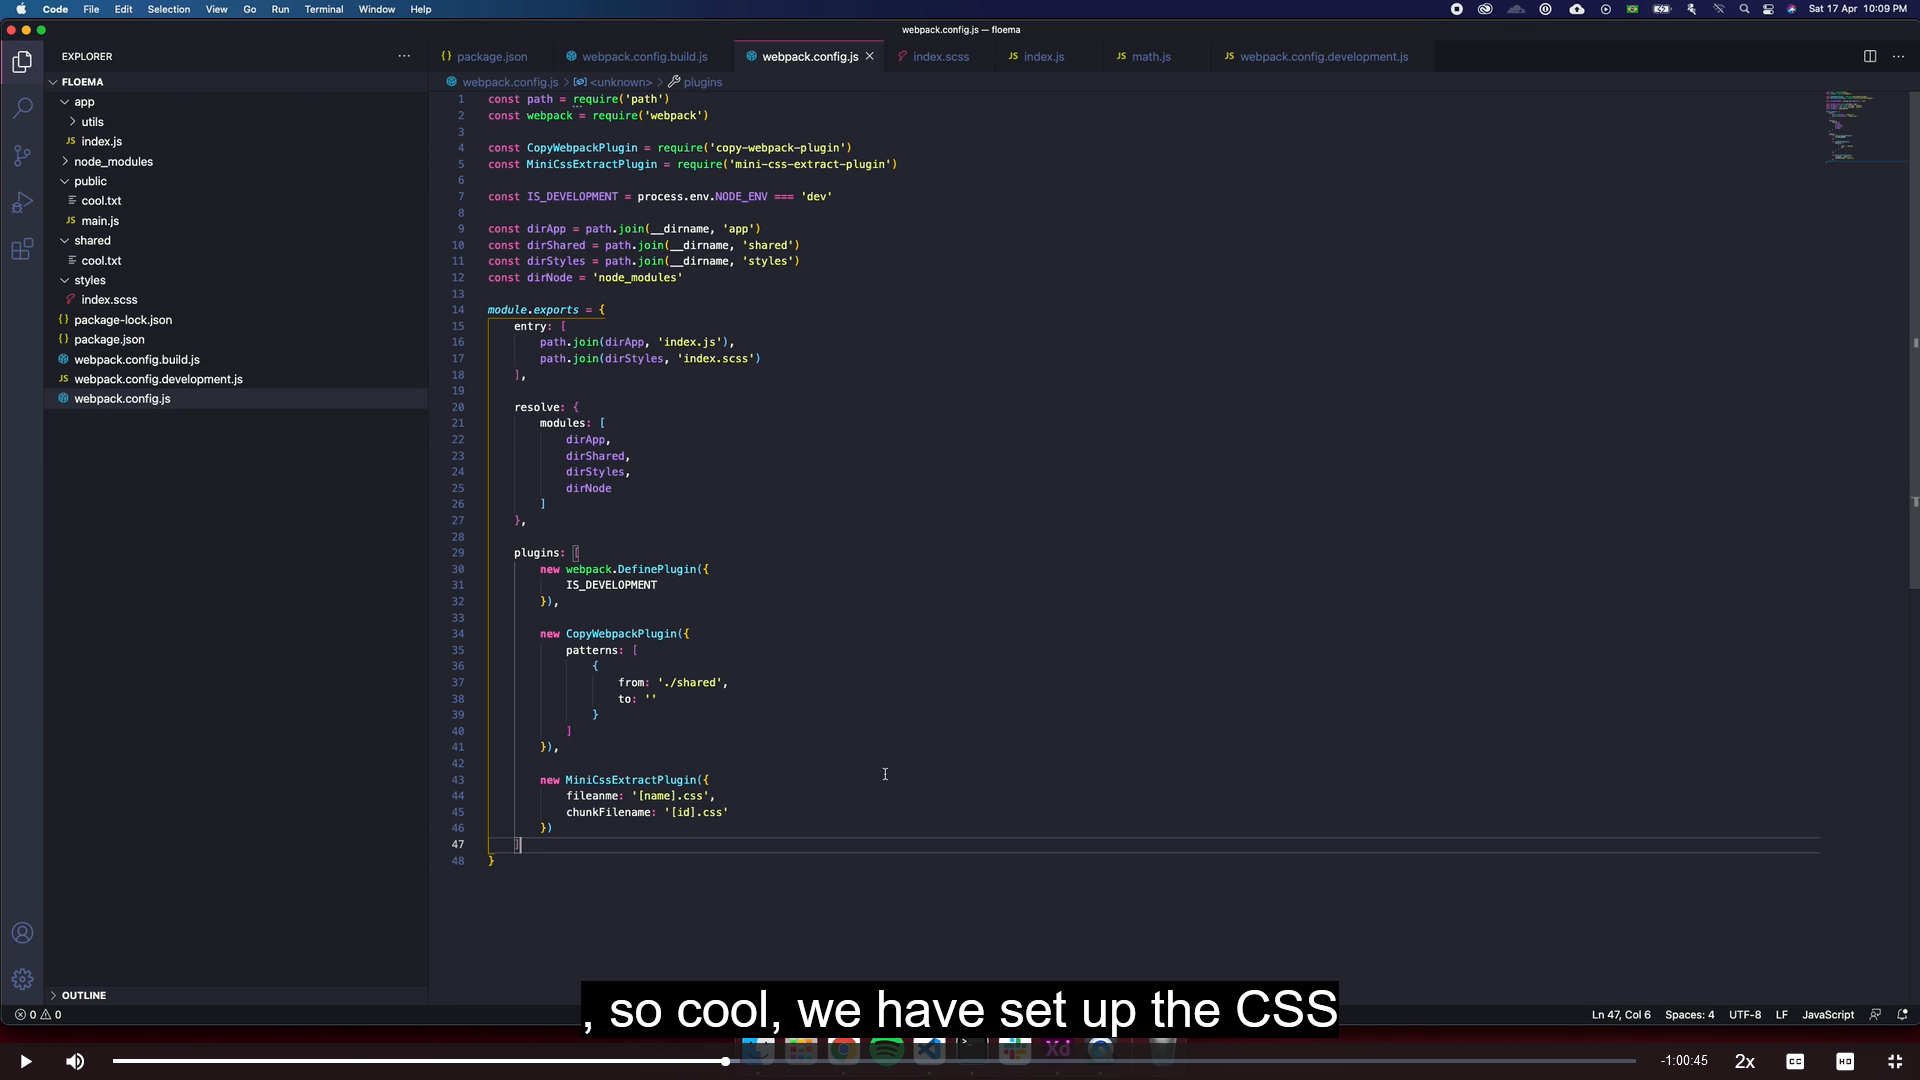 Code File Edit Selection View Go Run Terminal Window Help
Sat 17 Apr 10:09 PM
webpack.config.js — floema
EXPLORER
package.json webpack.config.build.js webpack.config.js index.scss index.js math.js webpack.config.development.js
FLOEMA
app
utils
JS index.js
node_modules
public
cool.txt
JS main.js
shared
cool.txt
styles
index.scss
{} package-lock.json
{} package.json
webpack.config.build.js
JS webpack.config.development.js
webpack.config.js
OUTLINE
webpack.config.js > <unknown> > plugins
1 const path = require('path')
2 const webpack = require('webpack')
3
4 const CopyWebpackPlugin = require('copy-webpack-plugin')
5 const MiniCssExtractPlugin = require('mini-css-extract-plugin')
6
7 const IS_DEVELOPMENT = process.env.NODE_ENV === 'dev'
8
9 const dirApp = path.join(__dirname, 'app')
10 const dirShared = path.join(__dirname, 'shared')
11 const dirStyles = path.join(__dirname, 'styles')
12 const dirNode = 'node_modules'
13
14 module.exports = {
15 entry: [
16 path.join(dirApp, 'index.js'),
17 path.join(dirStyles, 'index.scss')
18 ],
19
20 resolve: {
21 modules: [
22 dirApp,
23 dirShared,
24 dirStyles,
25 dirNode
26 ]
27 },
28
29 plugins: [
30 new webpack.DefinePlugin({
31 IS_DEVELOPMENT
32 }),
33
34 new CopyWebpackPlugin({
35 patterns: [
36 {
37 from: './shared',
38 to: ''
39 }
40 ]
41 }),
42
43 new MiniCssExtractPlugin({
44 fileanme: '[name].css',
45 chunkFilename: '[id].css'
46 })
47 ]
48 }
, so cool, we have set up the CSS
0 0
Ln 47, Col 6 Spaces: 4 UTF-8 LF JavaScript
Xd
-1:00:45 2x CC HD